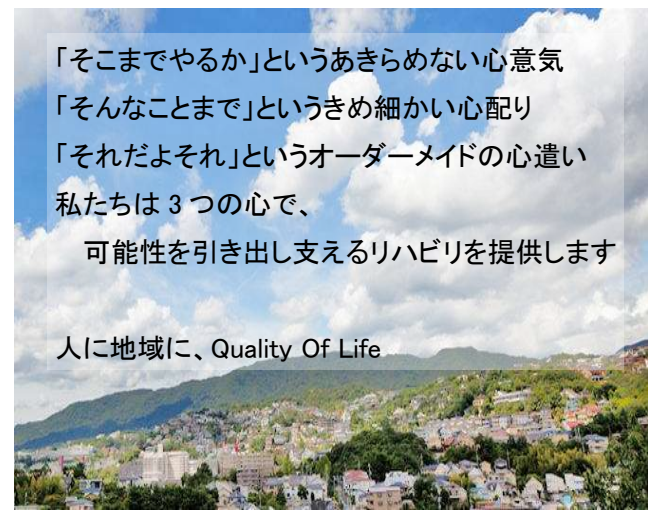 「そこまでやるか」というあきらめない心意気
「そんなことまで」というきめ細かい心配り
「それだよそれ」というオーダーメイドの心遣い
私たちは 3 つの心で、
可能性を引き出し支えるリハビリを提供します
人に地域に、Quality Of Life